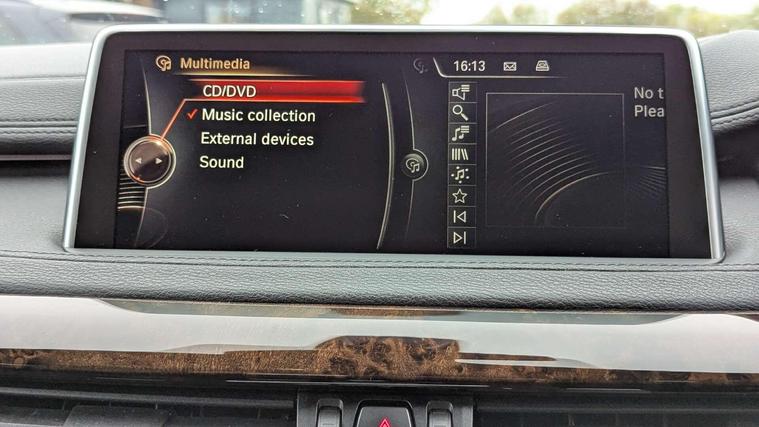 Multimedia
16:13
CD/DVD
Music collection
External devices
Sound
No t
Plea